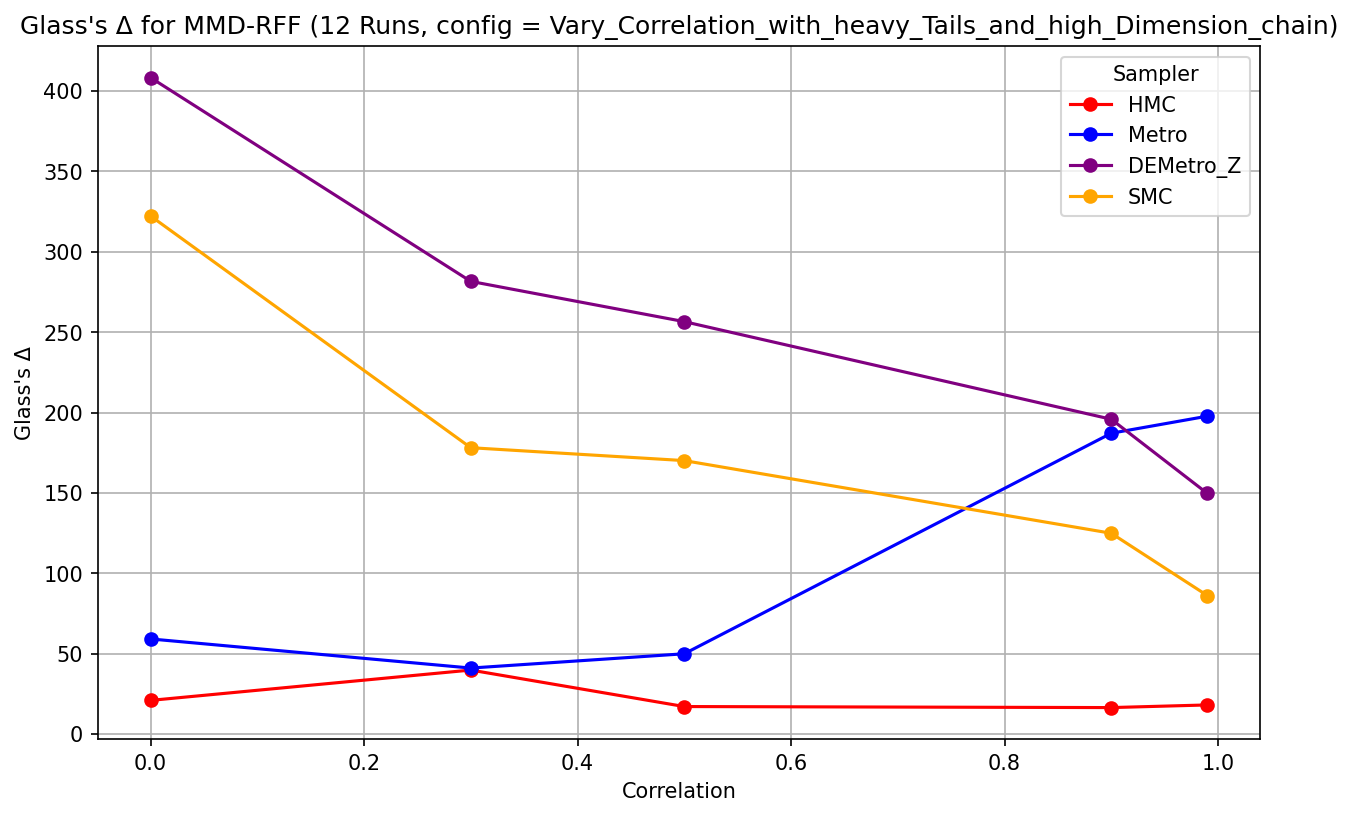 Glass's Δ for MMD-RFF (12 Runs, config = Vary_Correlation_with_heavy_Tails_and_high_Dimension_chain)
Sampler
HMC
Metro
DEMetro_Z
SMC
Glass's Δ
400
350
300
250
200
150
100
50
0
0.0 0.2 0.4 0.6 0.8 1.0
Correlation